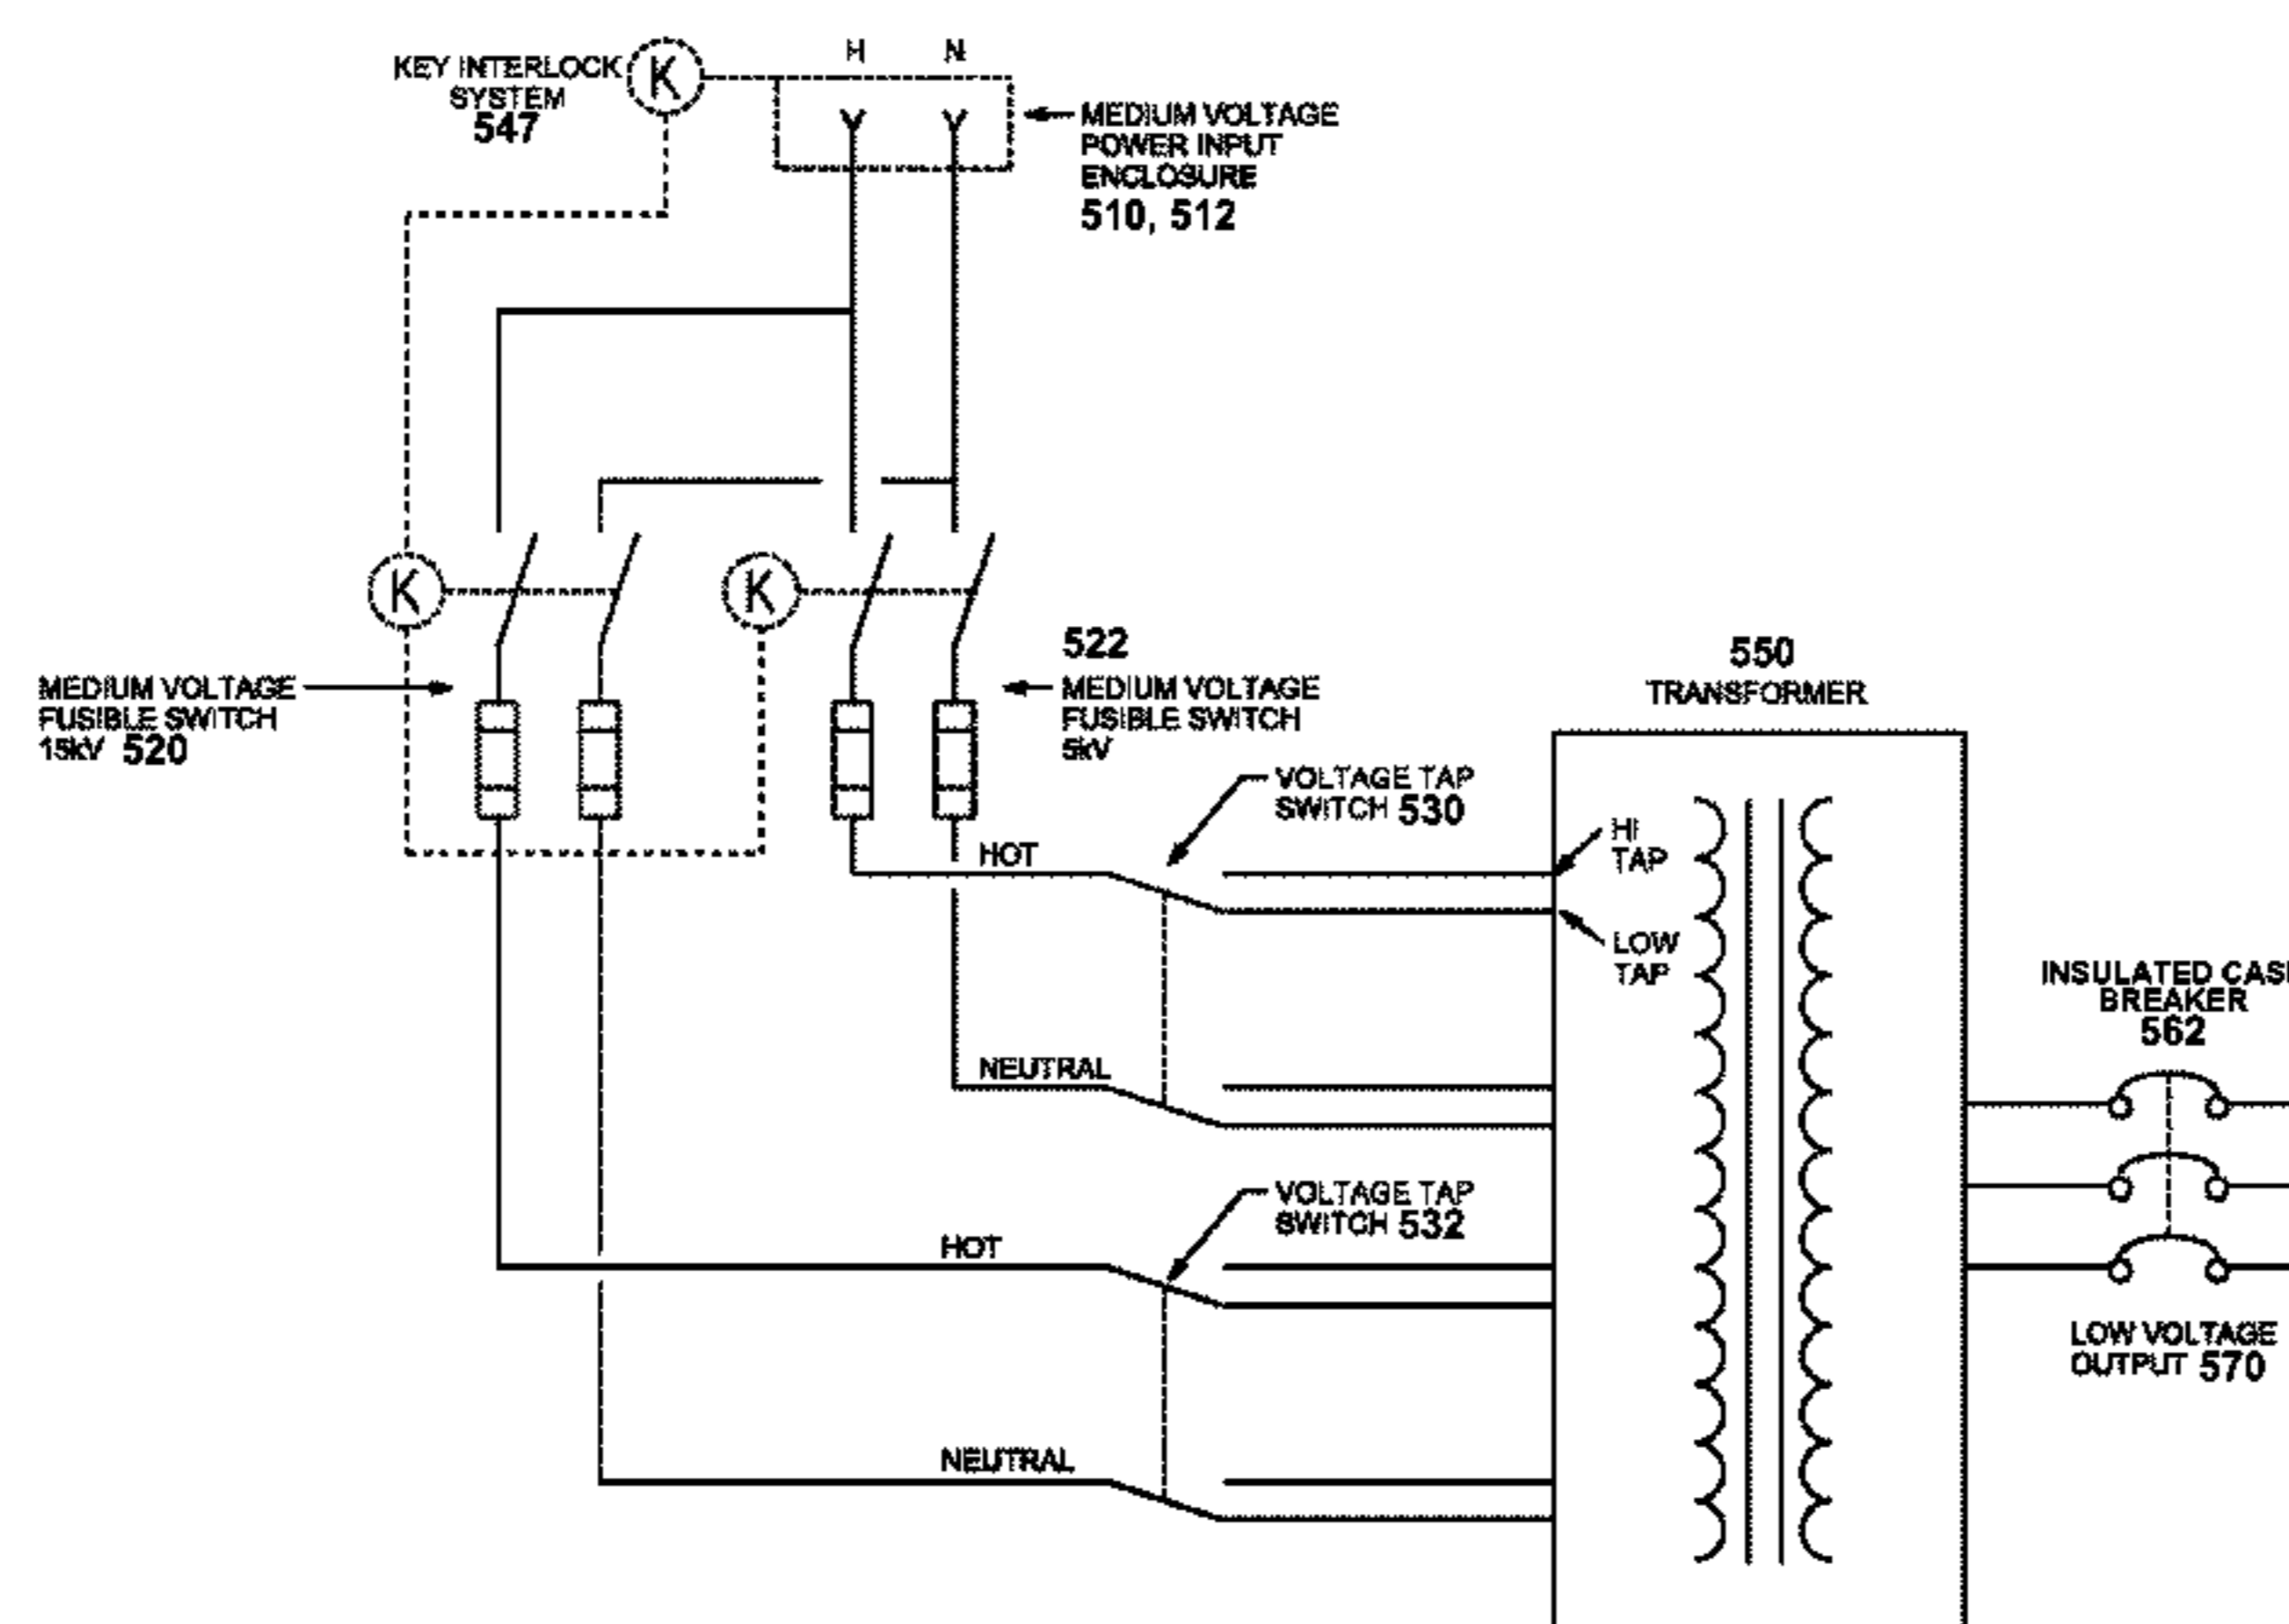 H N
KEY INTERLOCK
SYSTEM
547
K
MEDIUM VOLTAGE
POWER INPUT
ENCLOSURE
510, 512
K
K
MEDIUM VOLTAGE
FUSIBLE SWITCH
15kV 520
522
MEDIUM VOLTAGE
FUSIBLE SWITCH
5kV
550
TRANSFORMER
VOLTAGE TAP
SWITCH 530
HOT
HI
TAP
LOW
TAP
NEUTRAL
INSULATED CAS
BREAKER
562
VOLTAGE TAP
SWITCH 532
HOT
NEUTRAL
LOW VOLTAGE
OUTPUT 570